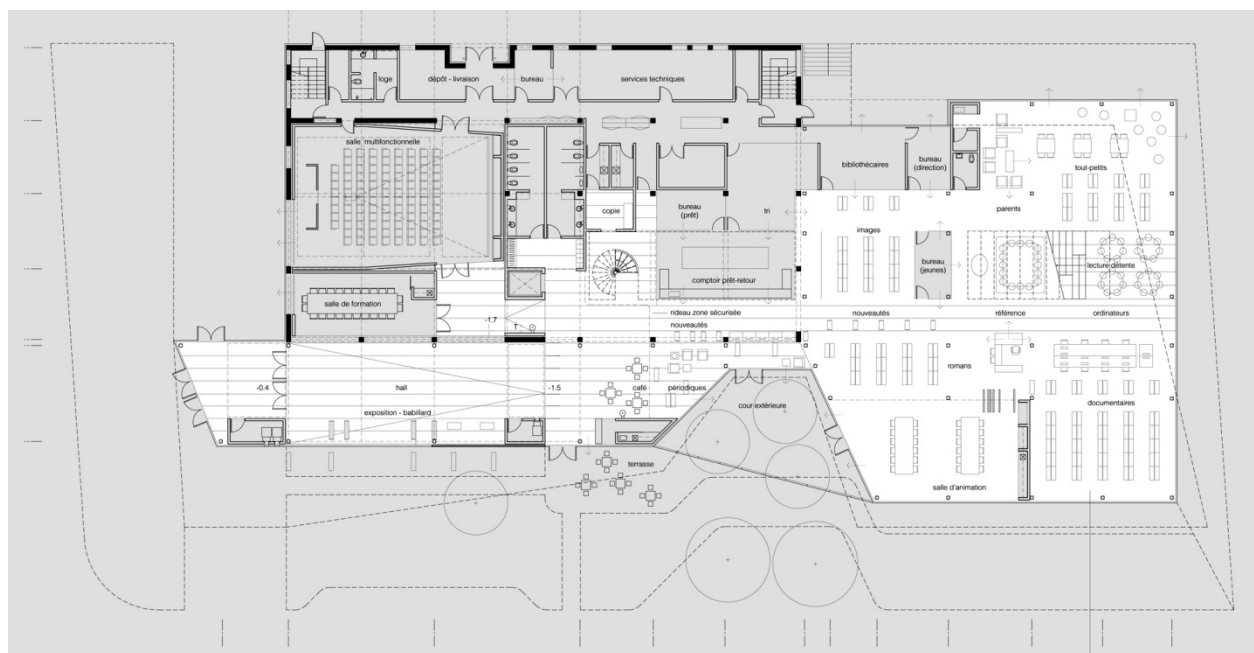 loge
dépôt - livraison
bureau
services techniques
salle multifonctionnelle
bibliothécaires
bureau
(direction)
tout-petits
copie
bureau
(prêt)
tri
parents
images
bureau
(jeunes)
lecture détente
comptoir prêt-retour
salle de formation
rideau zone sécurisée
-1.7
T
nouveautés
nouveautés
référence
ordinateurs
-0.4
hall
-1.5
café
périodiques
romans
exposition - babillard
cour extérieure
documentaires
terrasse
salle d'animation